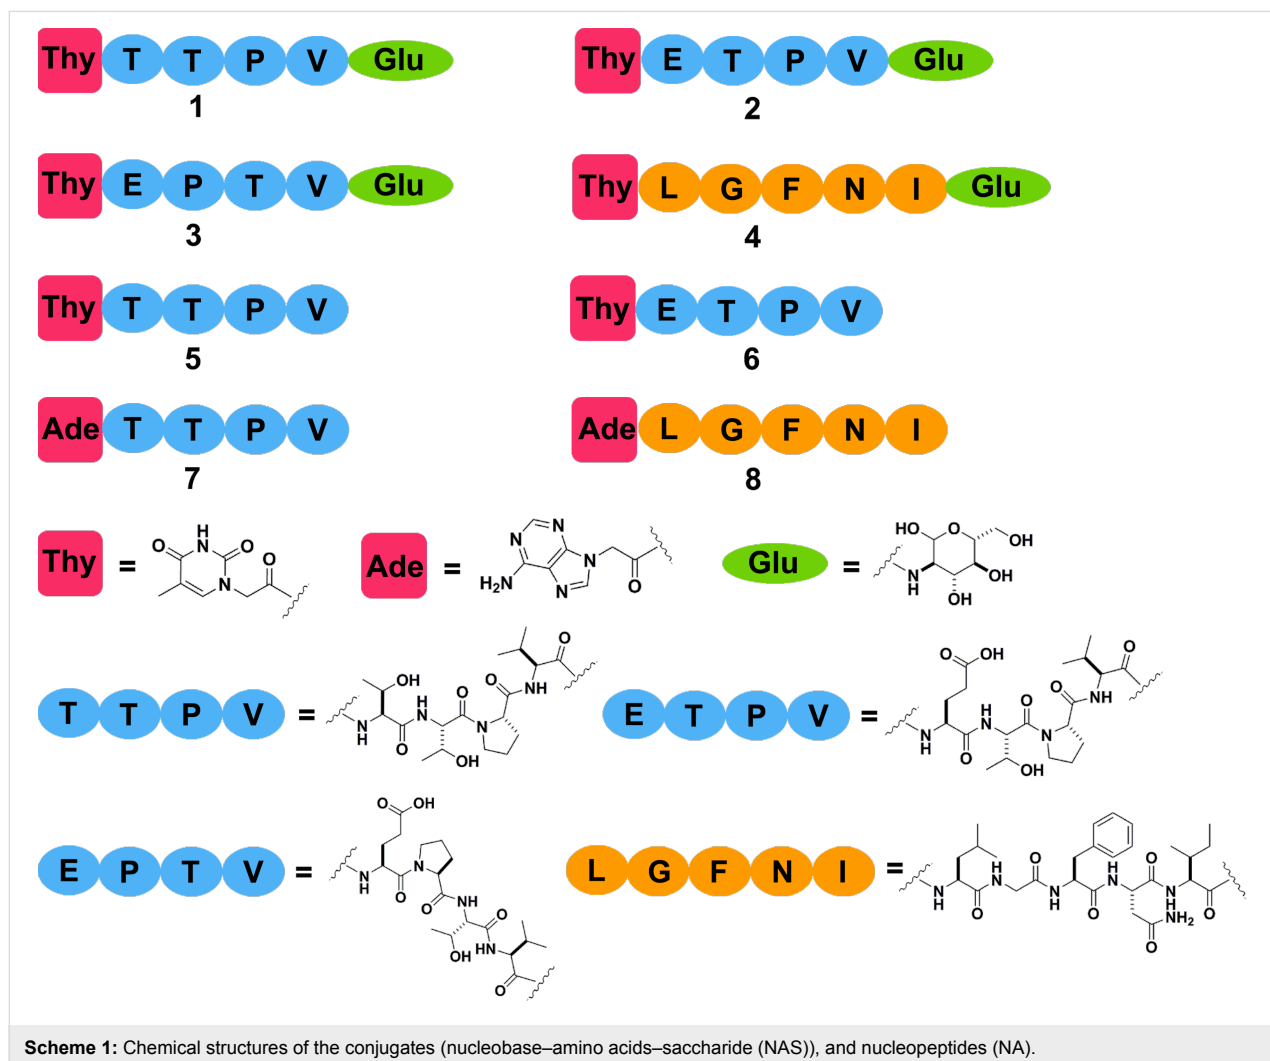 Thy T T P V Glu
1
Thy E T P V Glu
2
Thy E P T V Glu
3
Thy L G F N I Glu
4
Thy T T P V
5
Thy E T P V
6
Ade T T P V
7
Ade L G F N I
8
Thy =
H
O NH O
N
O
Ade =
N N
N N
H2N N O
Glu =
HO O
OH
N OH
H
OH
T T P V =
O
OH O
H O NH
N N
N
H O
OH
E T P V =
O OH
O
O
H O NH
N N
N
H O
OH
E P T V =
O OH
N
N O
H NH
O O
OH HN
O
L G F N I =
O O
H H H
N N N
N N O
H H
O O NH2 O
O
Scheme 1: Chemical structures of the conjugates (nucleobase–amino acids–saccharide (NAS)), and nucleopeptides (NA).